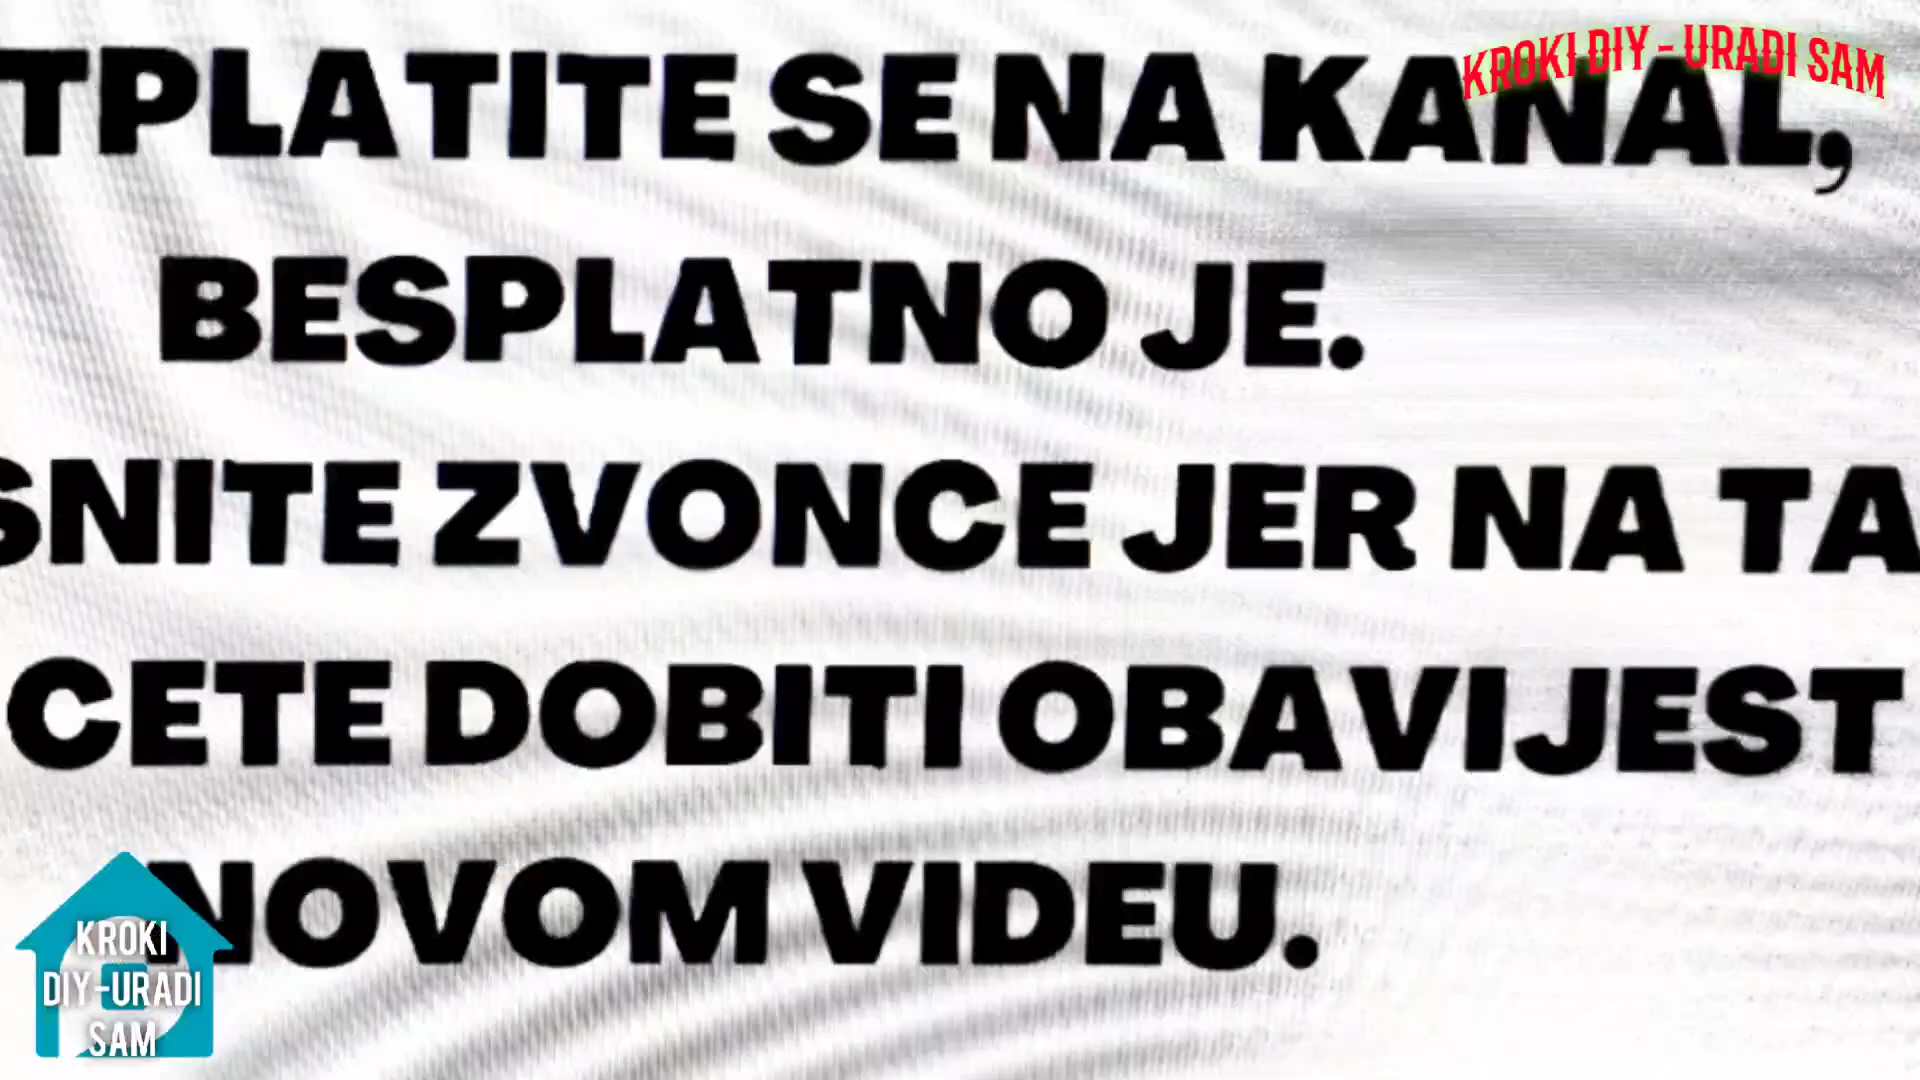 KROKI DIY - URADI SAM
TPLATITE SE NA KANAL,
BESPLATNO JE.
SNITE ZVONCE JER NA TA
CETE DOBITI OBAVIJEST
NOVOM VIDEU.
KROKI
DIY-URADI
SAM